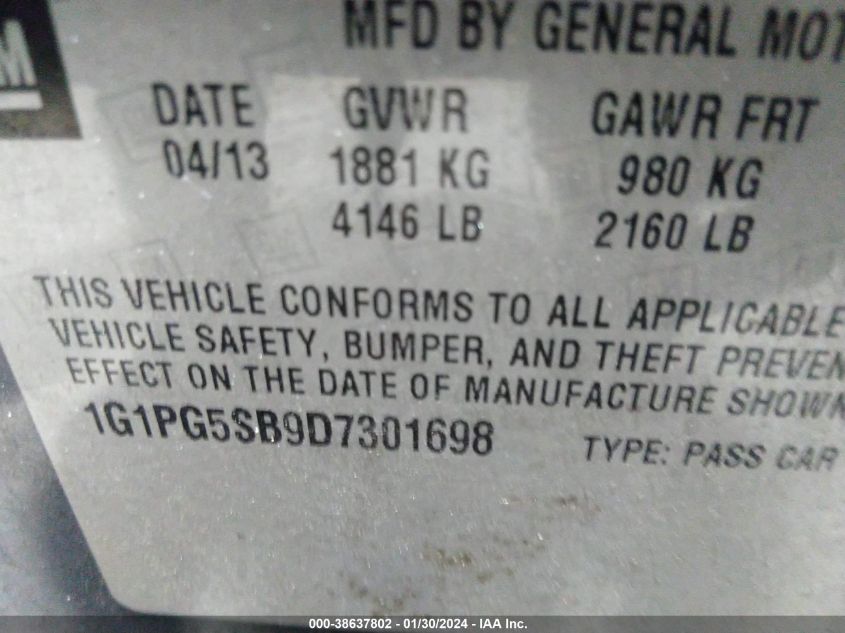 M
MFD BY GENERAL MOT
DATE GVWR GAWR FRT
04/13 1881 KG 980 KG
4146 LB 2160 LB
THIS VEHICLE CONFORMS TO ALL APPLICABLE
VEHICLE SAFETY, BUMPER, AND THEFT PREVEN
EFFECT ON THE DATE OF MANUFACTURE SHOWN
1G1PG5SB9D7301698 TYPE: PASS CAR
000-38637802 - 01/30/2024 - IAA Inc.